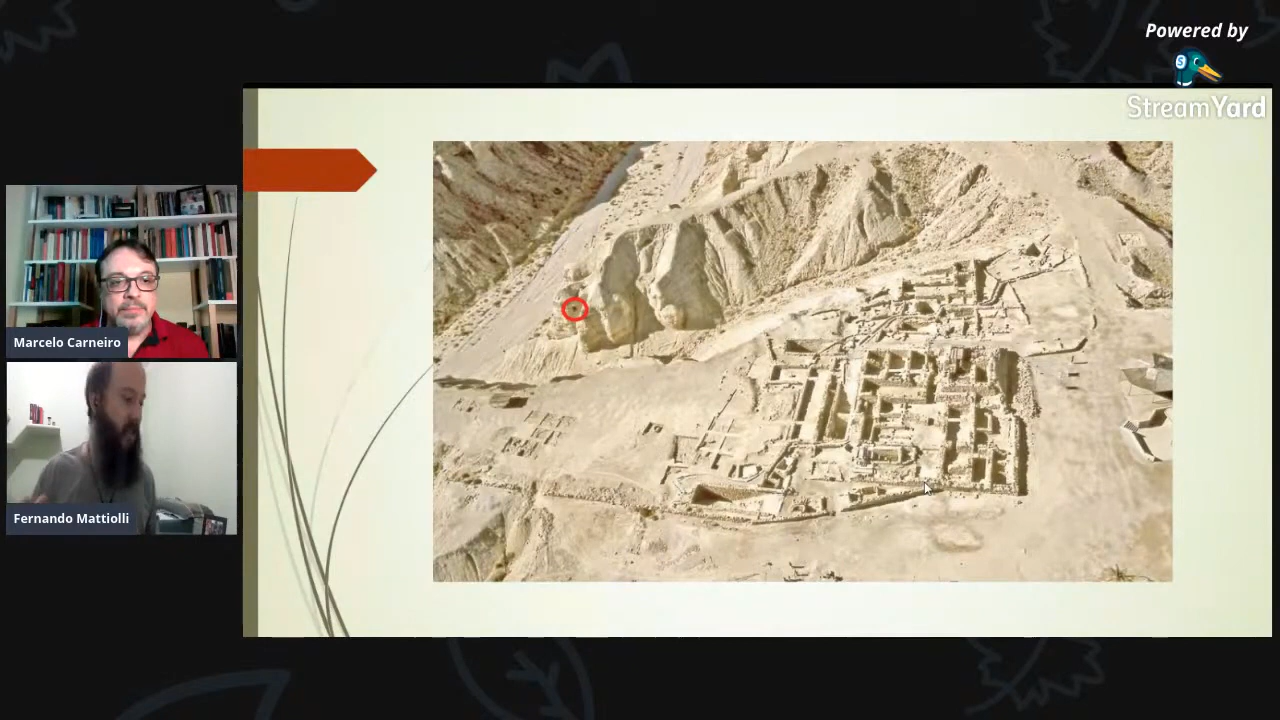 Powered by
S
StreamYard
Marcelo Carneiro
Fernando Mattiolli